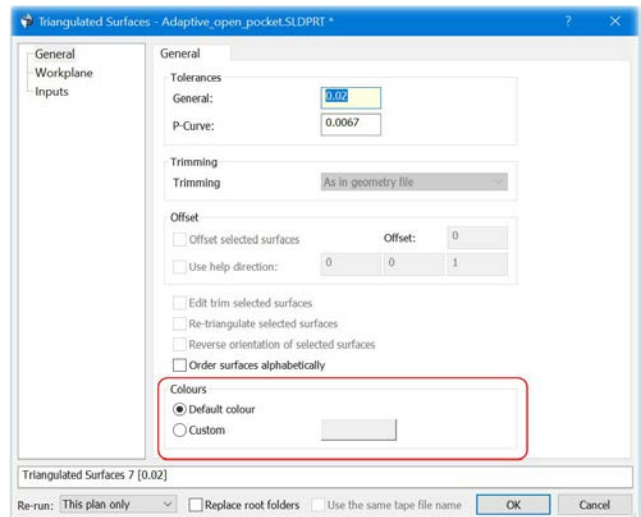 Triangulated Surfaces - Adaptive_open_pocket.SLDPRT *
? ×
General
Workplane
Inputs
General
Tolerances
General: 0.02
P-Curve: 0.0067
Trimming
Trimming As in geometry file
Offset
Offset selected surfaces Offset: 0
Use help direction: 0 0 1
Edit trim selected surfaces
Re-triangulate selected surfaces
Reverse orientation of selected surfaces
Order surfaces alphabetically
Colours
Default colour
Custom
Triangulated Surfaces 7 [0.02]
Re-run: This plan only Replace root folders Use the same tape file name OK Cancel